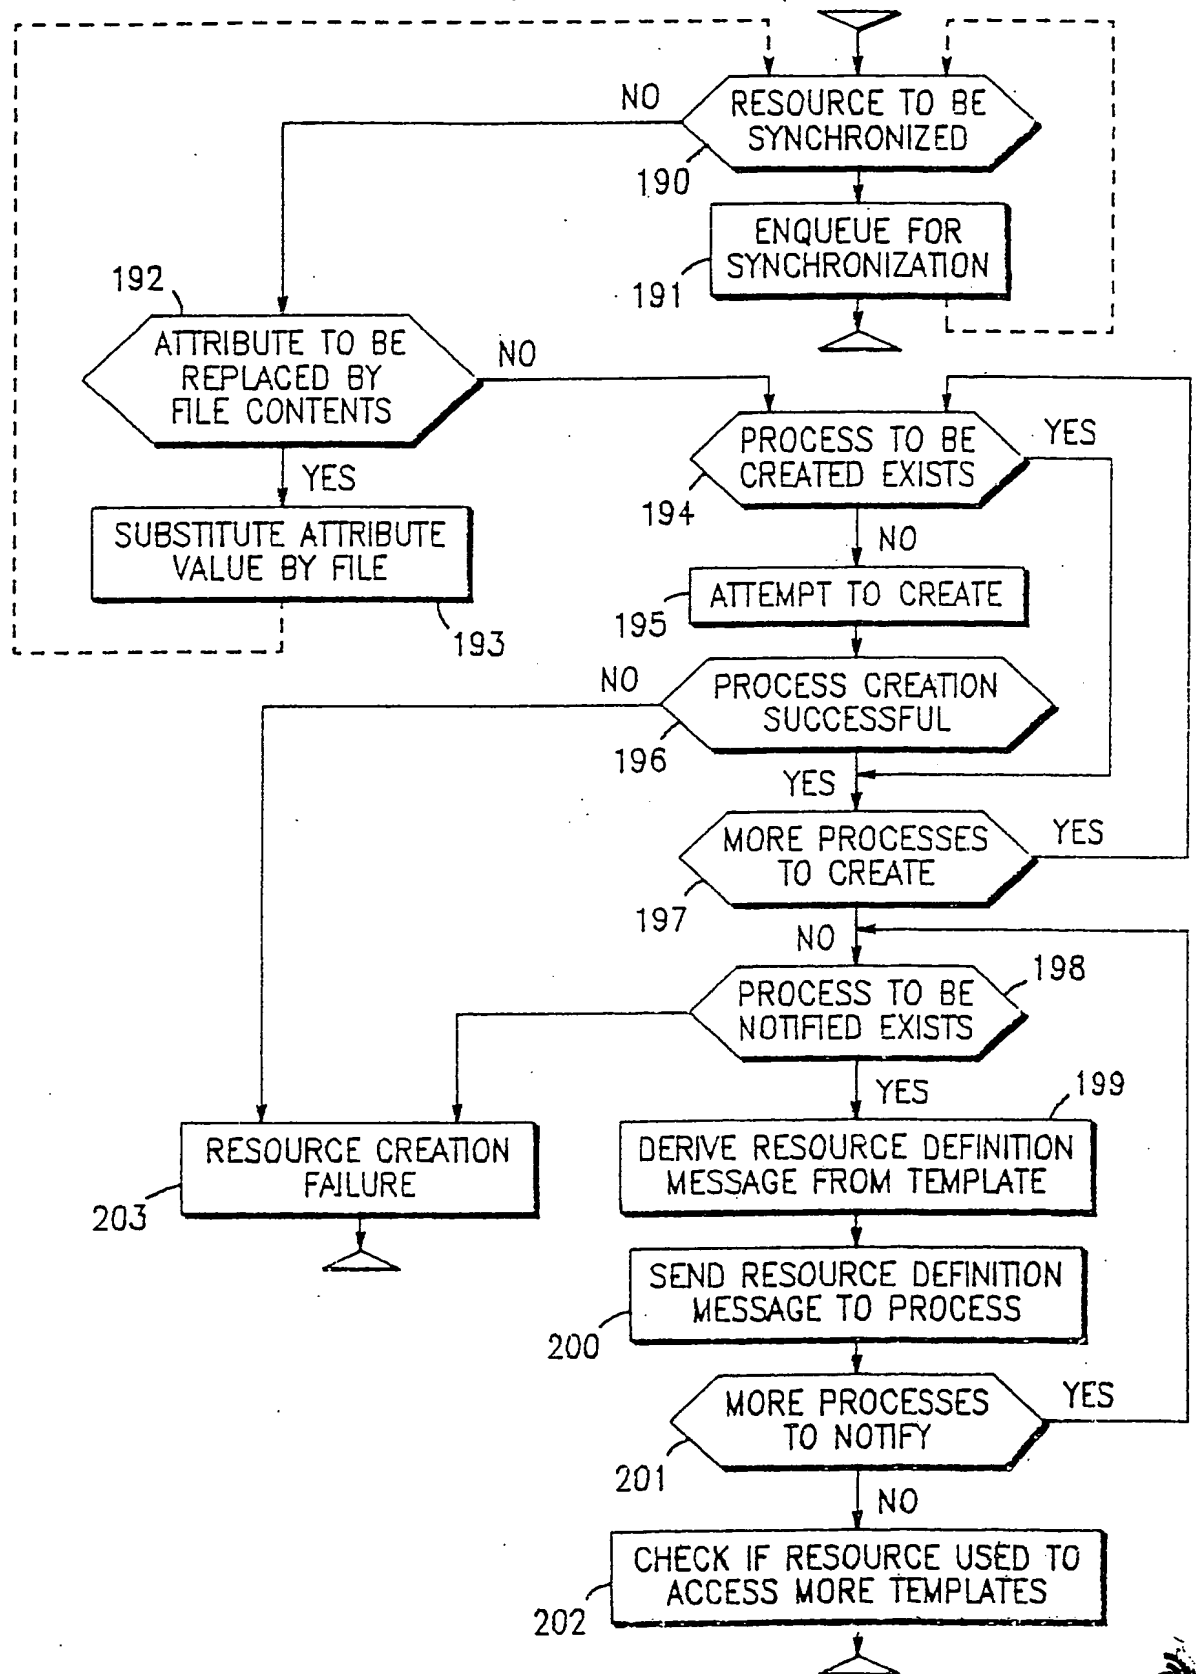 NO
RESOURCE TO BE
SYNCHRONIZED
190
ENQUEUE FOR
SYNCHRONIZATION
191
192
ATTRIBUTE TO BE
REPLACED BY
FILE CONTENTS
NO
YES
SUBSTITUTE ATTRIBUTE
VALUE BY FILE
193
PROCESS TO BE
CREATED EXISTS
YES
194
NO
ATTEMPT TO CREATE
195
NO
PROCESS CREATION
SUCCESSFUL
196
YES
MORE PROCESSES
TO CREATE
YES
197
NO
198
PROCESS TO BE
NOTIFIED EXISTS
YES
199
RESOURCE CREATION
FAILURE
203
DERIVE RESOURCE DEFINITION
MESSAGE FROM TEMPLATE
SEND RESOURCE DEFINITION
MESSAGE TO PROCESS
200
MORE PROCESSES
TO NOTIFY
YES
201
NO
CHECK IF RESOURCE USED TO
ACCESS MORE TEMPLATES
202